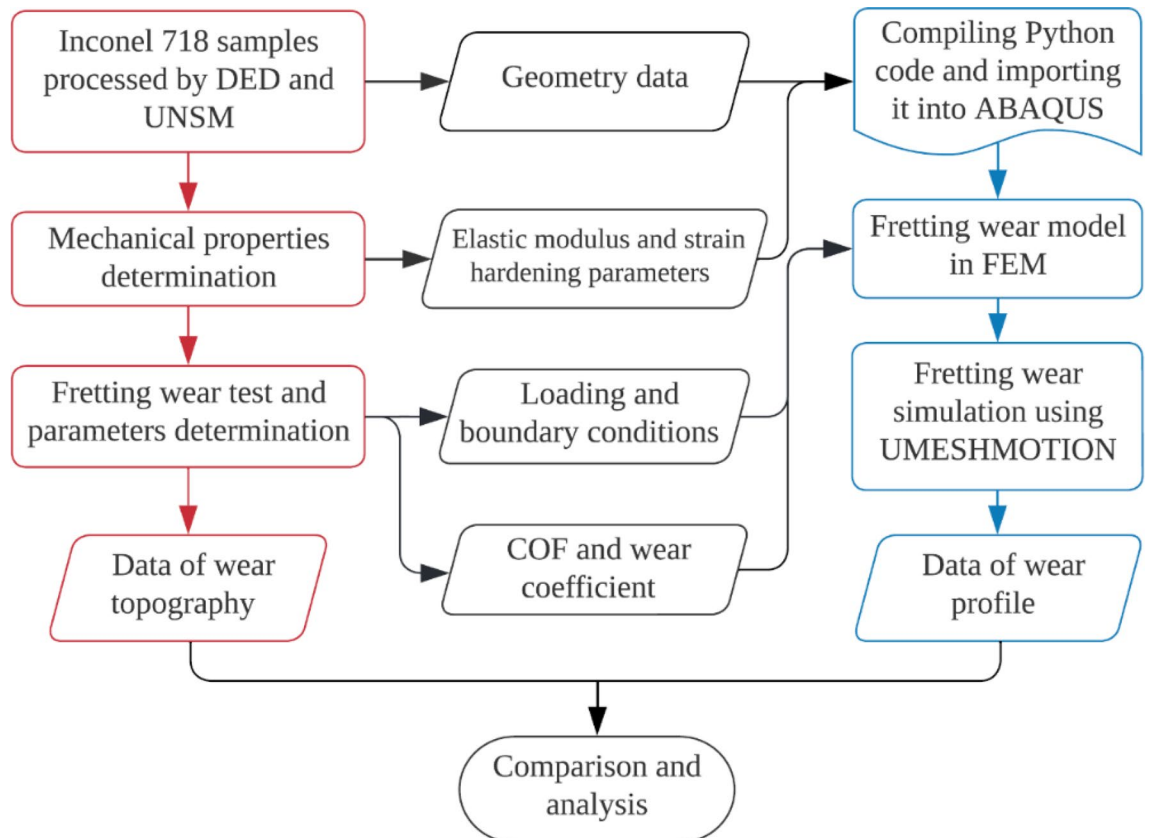 Inconel 718 samples
processed by DED and
UNSM
Geometry data
Compiling Python
code and importing
it into ABAQUS
Mechanical properties
determination
Elastic modulus and strain
hardening parameters
Fretting wear model
in FEM
Fretting wear test and
parameters determination
Loading and
boundary conditions
Fretting wear
simulation using
UMESHMOTION
Data of wear
topography
COF and wear
coefficient
Data of wear
profile
Comparison and
analysis